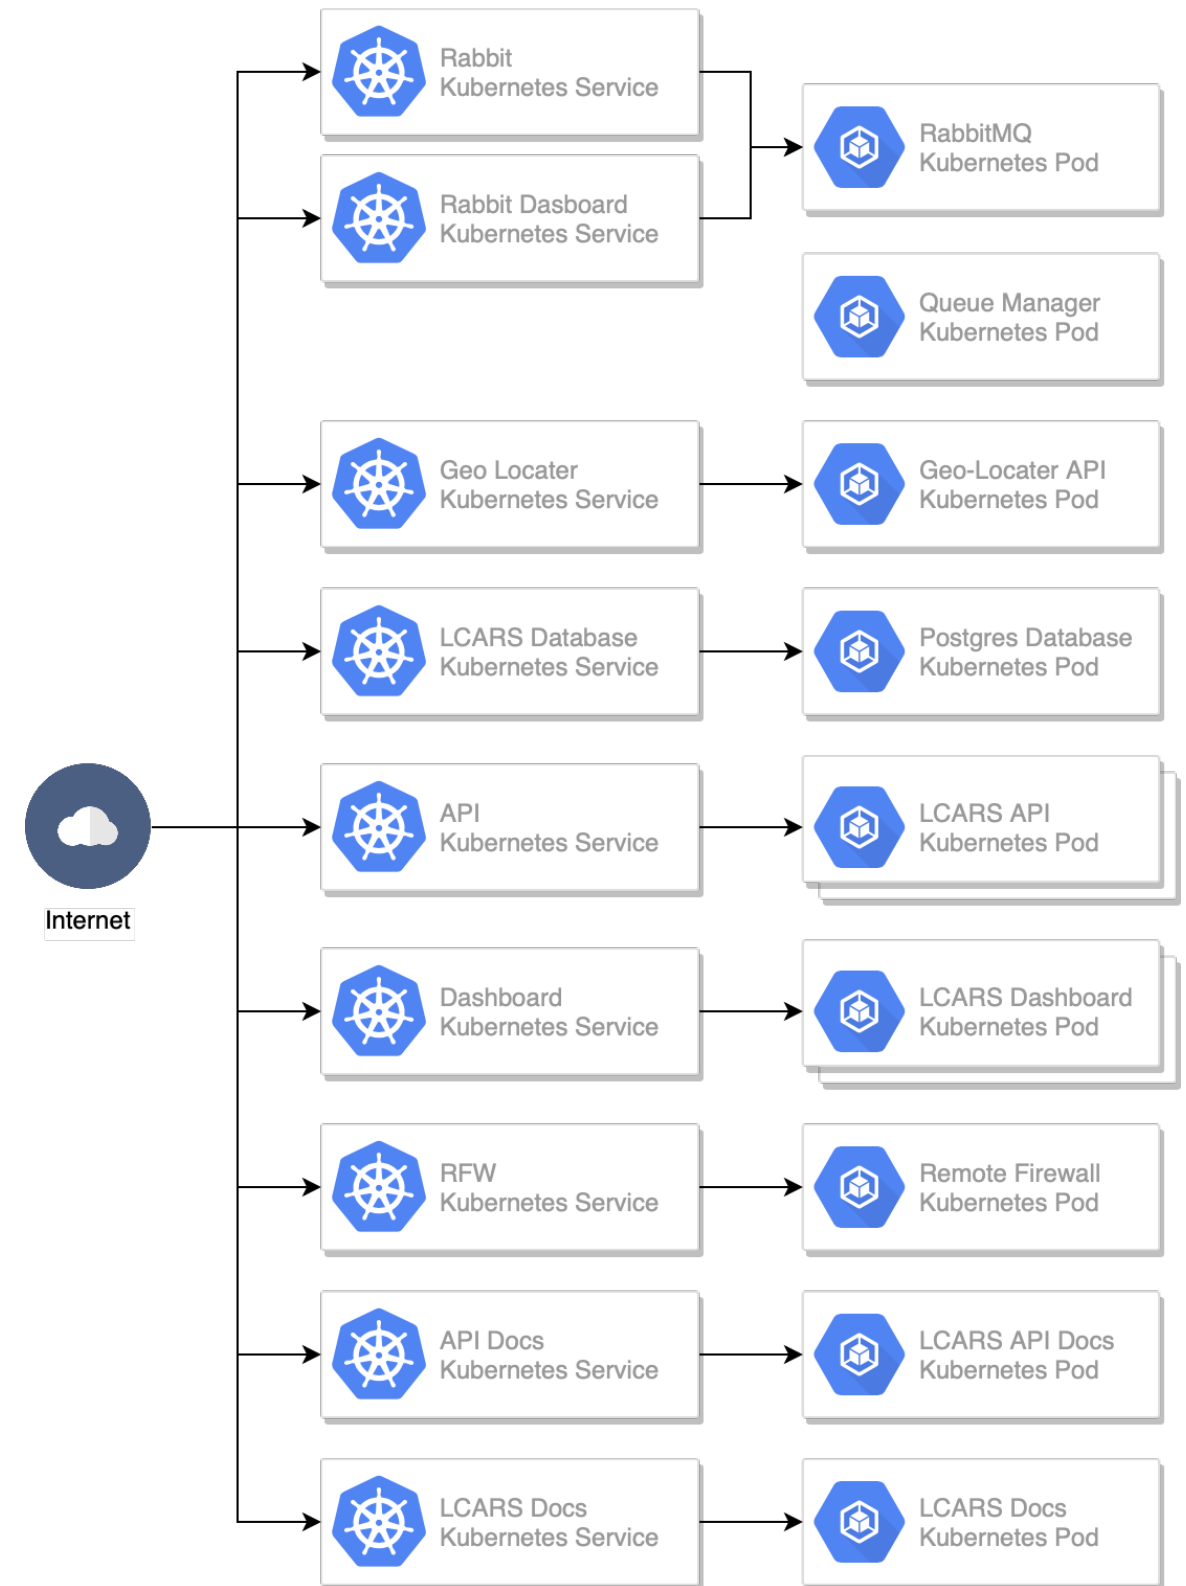 Rabbit
Kubernetes Service
RabbitMQ
Kubernetes Pod
Rabbit Dasboard
Kubernetes Service
Queue Manager
Kubernetes Pod
Geo Locater
Kubernetes Service
Geo-Locater API
Kubernetes Pod
LCARS Database
Kubernetes Service
Postgres Database
Kubernetes Pod
Internet
API
Kubernetes Service
LCARS API
Kubernetes Pod
Dashboard
Kubernetes Service
LCARS Dashboard
Kubernetes Pod
RFW
Kubernetes Service
Remote Firewall
Kubernetes Pod
API Docs
Kubernetes Service
LCARS API Docs
Kubernetes Pod
LCARS Docs
Kubernetes Service
LCARS Docs
Kubernetes Pod